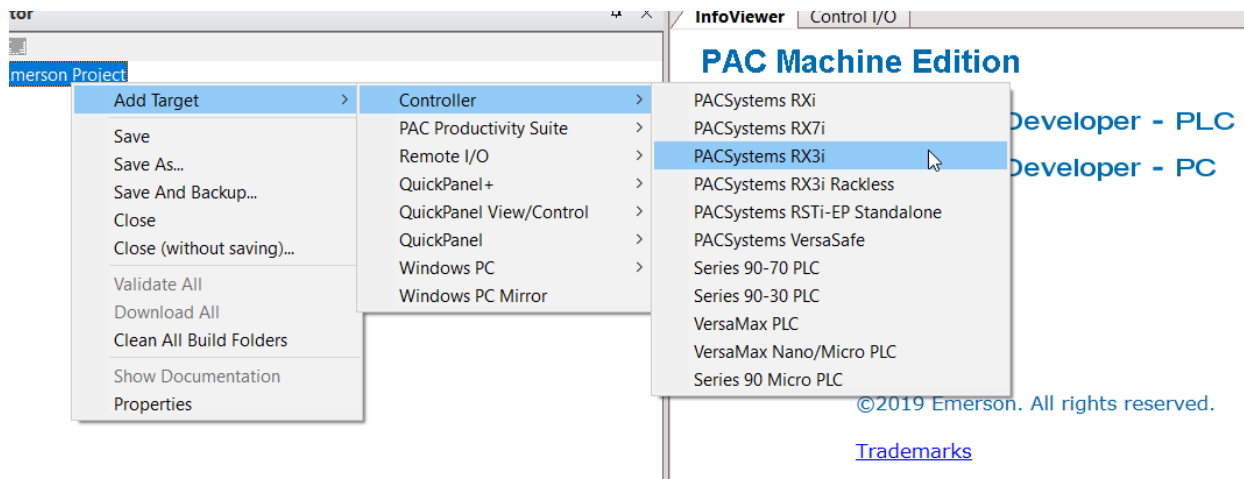 InfoViewer
Control I/O
Emerson Project
PAC Machine Edition
Developer - PLC
Developer - PC
Add Target
Save
Save As...
Save And Backup...
Close
Close (without saving)...
Validate All
Download All
Clean All Build Folders
Show Documentation
Properties
Controller
PAC Productivity Suite
Remote I/O
QuickPanel+
QuickPanel View/Control
QuickPanel
Windows PC
Windows PC Mirror
PACSystems RXi
PACSystems RX7i
PACSystems RX3i
PACSystems RX3i Rackless
PACSystems RSTi-EP Standalone
PACSystems VersaSafe
Series 90-70 PLC
Series 90-30 PLC
VersaMax PLC
VersaMax Nano/Micro PLC
Series 90 Micro PLC
©2019 Emerson. All rights reserved.
Trademarks